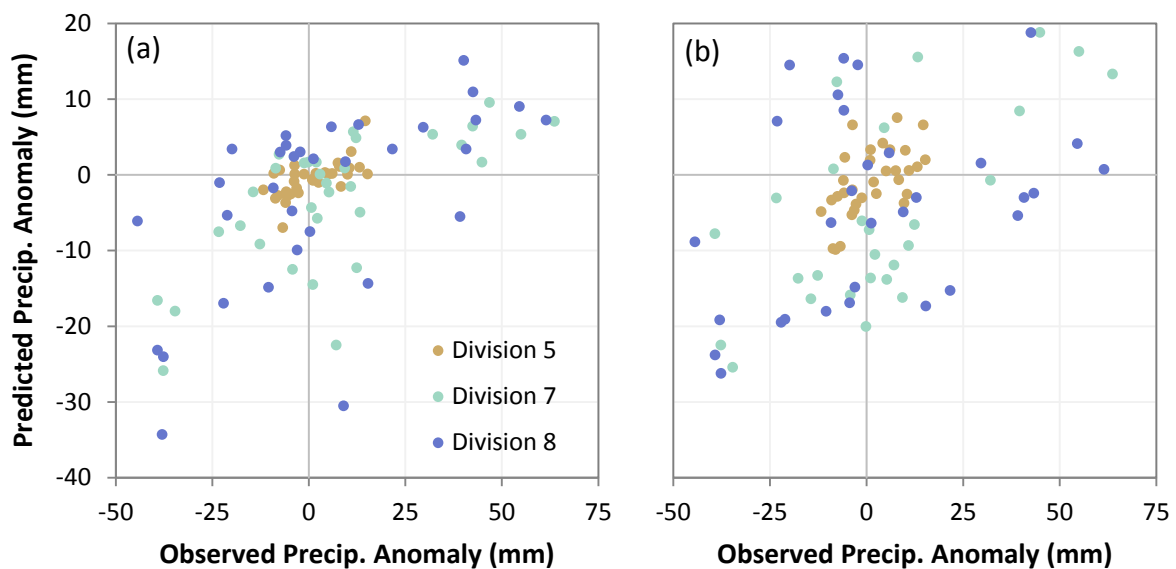 Predicted Precip. Anomaly (mm)
20
10
0
-10
-20
-30
-40
(a)
Division 5
Division 7
Division 8
-50
-25
0
25
50
75
Observed Precip. Anomaly (mm)
(b)
-50
-25
0
25
50
75
Observed Precip. Anomaly (mm)